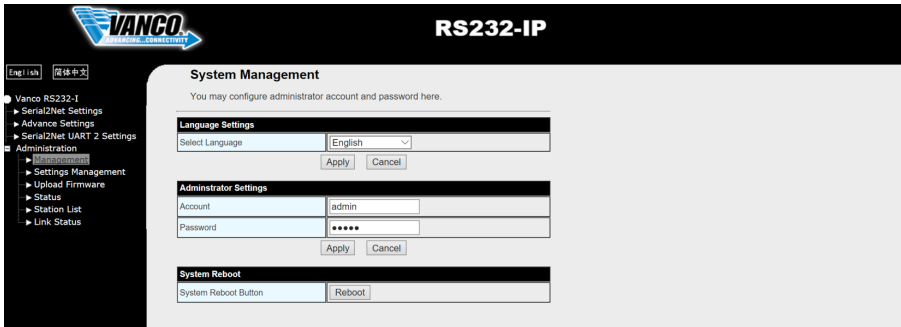 VANCO.
ADVANCING...CONNECTIVITY
RS232-IP
English 简体中文
Vanco RS232-I
Serial2Net Settings
Advance Settings
Serial2Net UART 2 Settings
Administration
Management
Settings Management
Upload Firmware
Status
Station List
Link Status
System Management
You may configure administrator account and password here.
Language Settings
Select Language English
Apply Cancel
Adminstrator Settings
Account admin
Password •••••
Apply Cancel
System Reboot
System Reboot Button Reboot